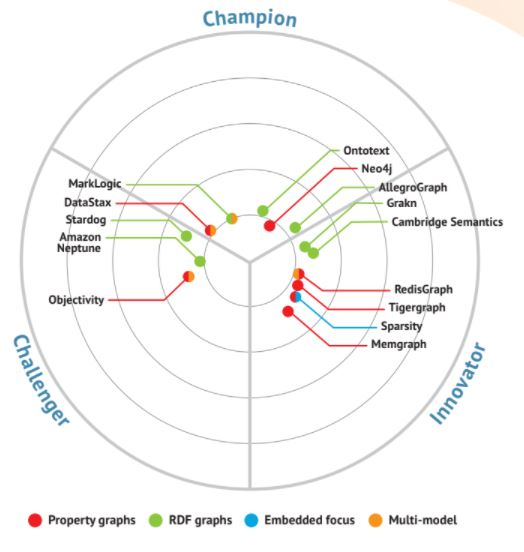 Champion
Ontotext
Neo4j
MarkLogic
AllegroGraph
DataStax
Grakn
Stardog
Cambridge Semantics
Amazon
Neptune
RedisGraph
Objectivity
Tigergraph
Sparsity
Memgraph
Challenger
Innovator
Property graphs
RDF graphs
Embedded focus
Multi-model